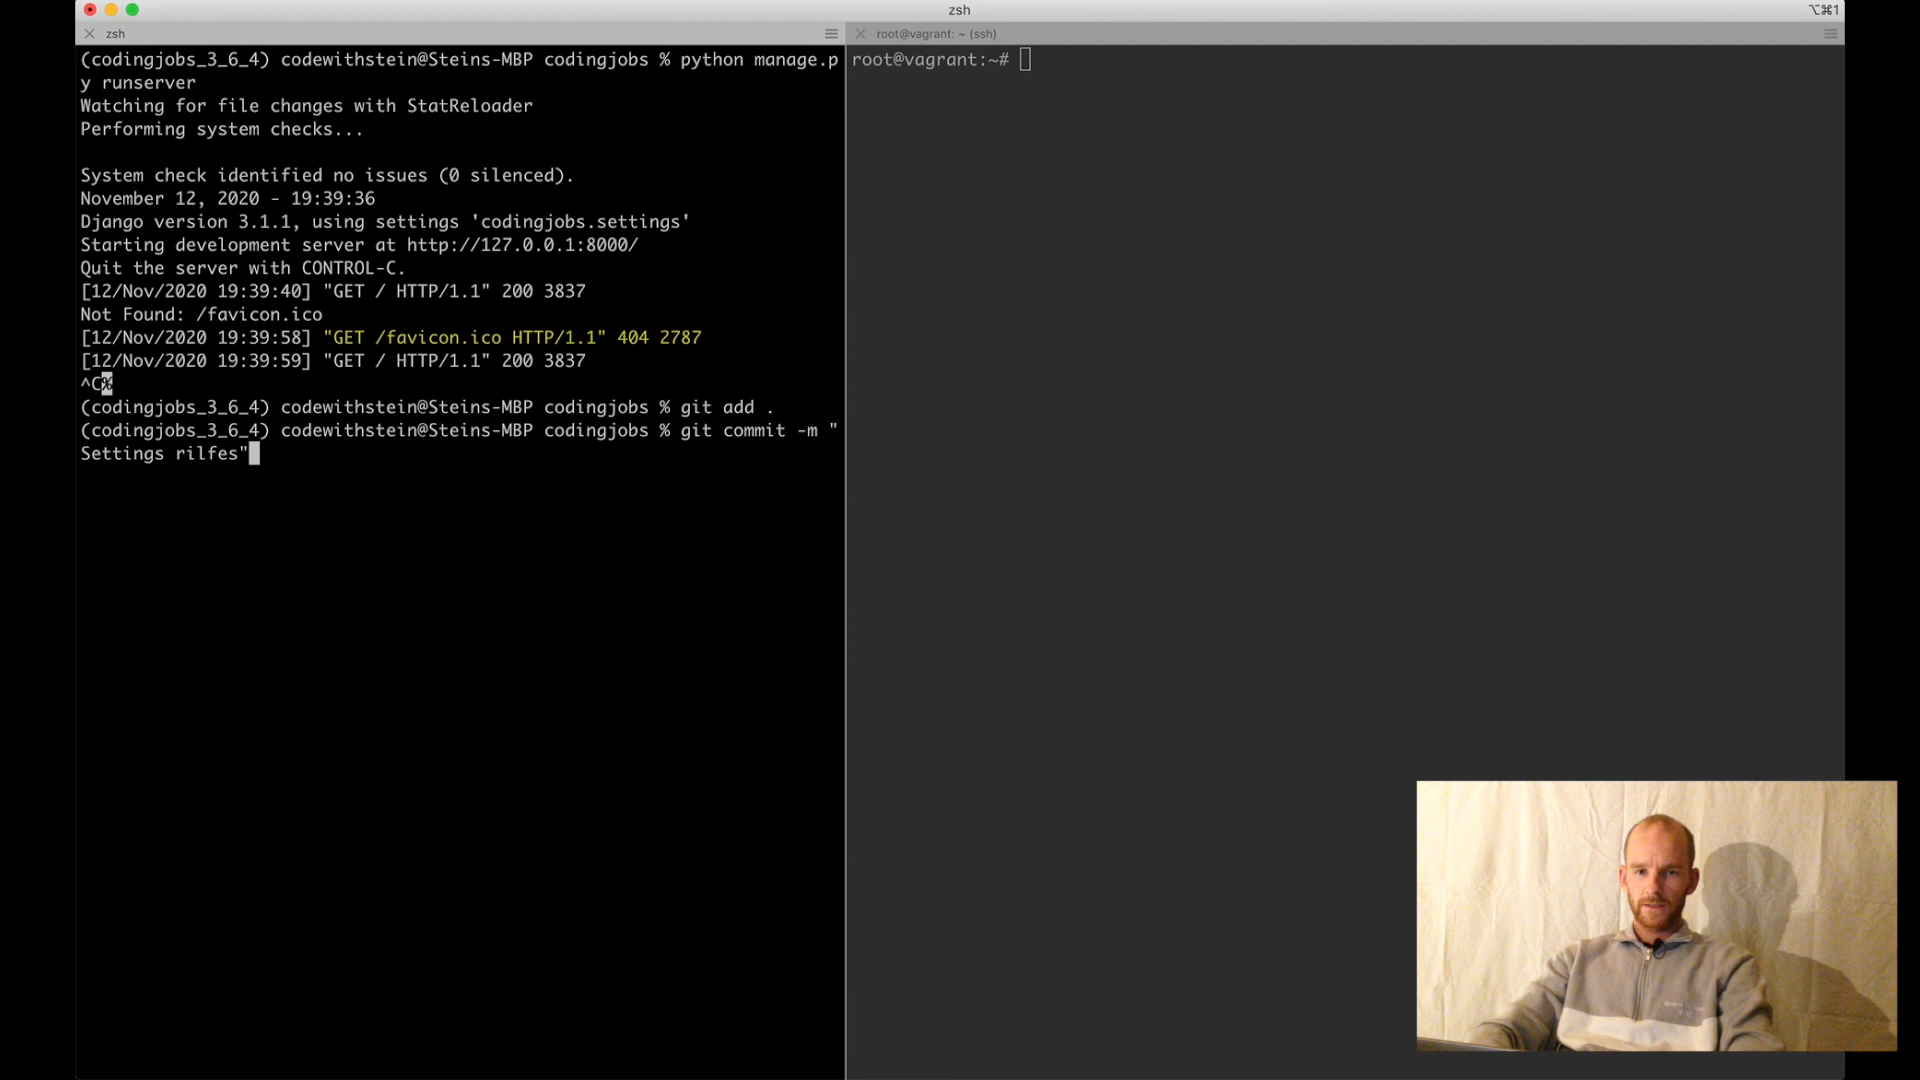 zsh
⌥⌘1
zsh
root@vagrant: ~ (ssh)
(codingjobs_3_6_4) codewithstein@Steins-MBP codingjobs % python manage.p
y runserver
Watching for file changes with StatReloader
Performing system checks...
System check identified no issues (0 silenced).
November 12, 2020 - 19:39:36
Django version 3.1.1, using settings 'codingjobs.settings'
Starting development server at http://127.0.0.1:8000/
Quit the server with CONTROL-C.
[12/Nov/2020 19:39:40] "GET / HTTP/1.1" 200 3837
Not Found: /favicon.ico
[12/Nov/2020 19:39:58] "GET /favicon.ico HTTP/1.1" 404 2787
[12/Nov/2020 19:39:59] "GET / HTTP/1.1" 200 3837
^C%
(codingjobs_3_6_4) codewithstein@Steins-MBP codingjobs % git add .
(codingjobs_3_6_4) codewithstein@Steins-MBP codingjobs % git commit -m "
Settings rilfes"
root@vagrant:~#